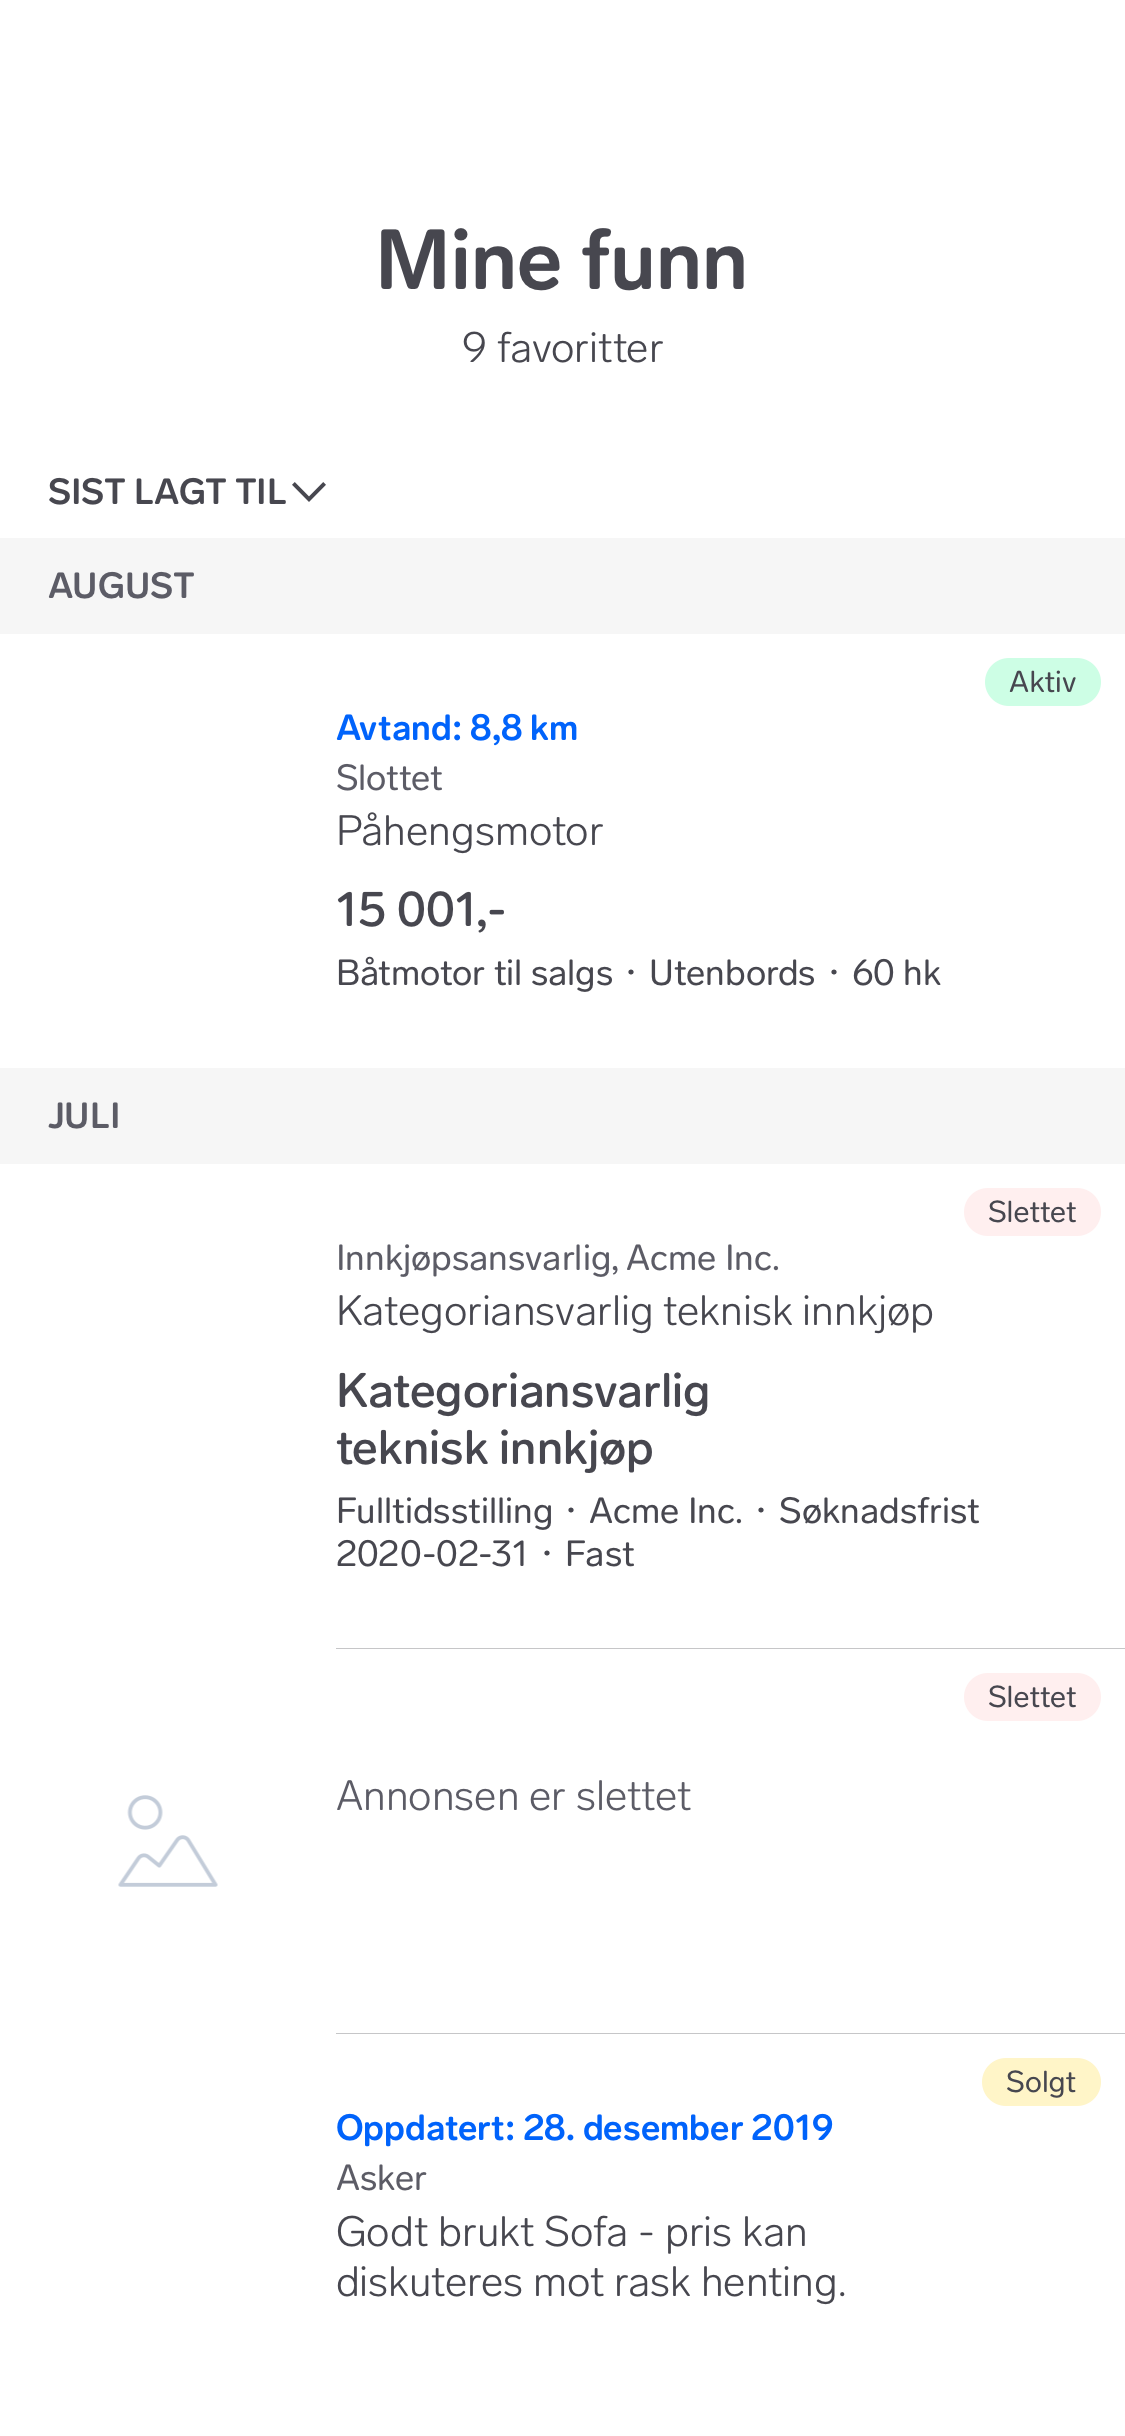 Mine funn
9 favoritter
SIST LAGT TIL
AUGUST
Aktiv
Avtand: 8,8 km
Slottet
Påhengsmotor
15 001,-
Båtmotor til salgs · Utenbords · 60 hk
JULI
Slettet
Innkjøpsansvarlig, Acme Inc.
Kategoriansvarlig teknisk innkjøp
Kategoriansvarlig
teknisk innkjøp
Fulltidsstilling · Acme Inc. · Søknadsfrist
2020-02-31 · Fast
Slettet
Annonsen er slettet
Solgt
Oppdatert: 28. desember 2019
Asker
Godt brukt Sofa - pris kan
diskuteres mot rask henting.